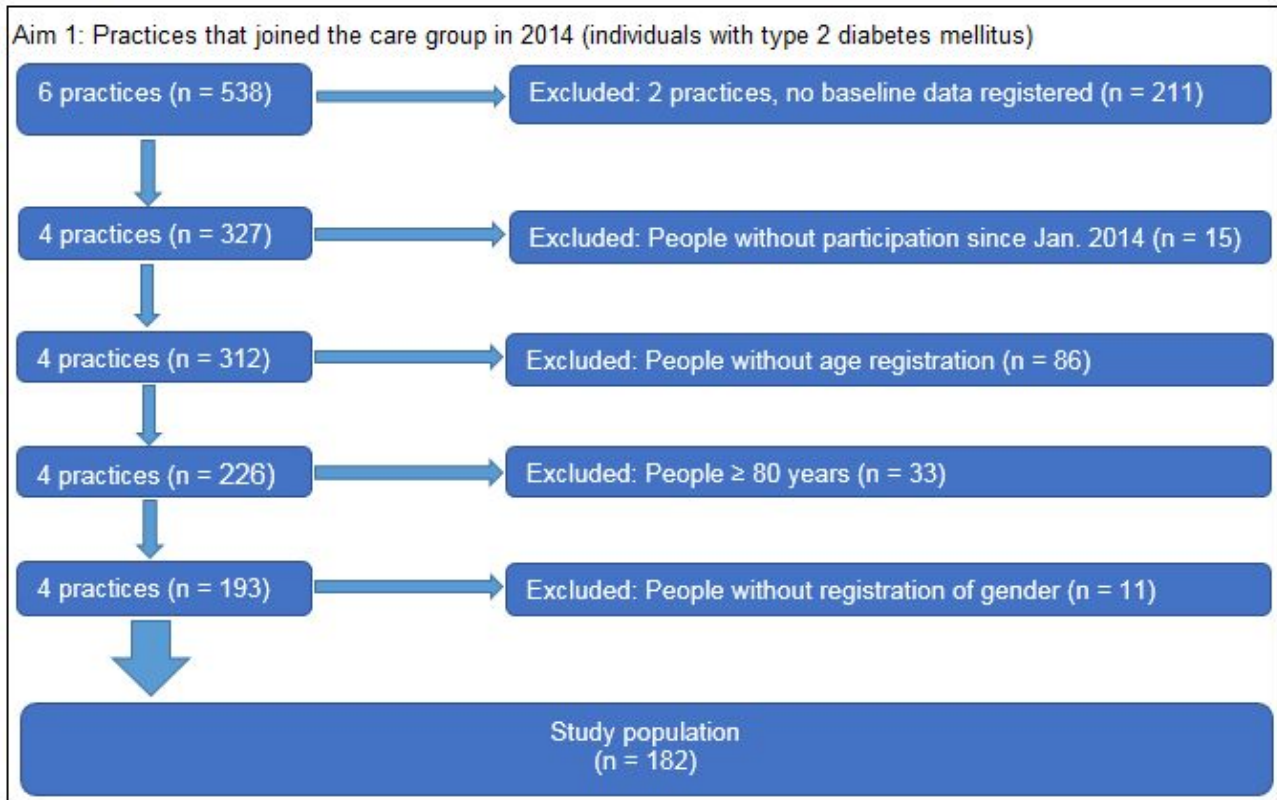 Aim 1: Practices that joined the care group in 2014 (individuals with type 2 diabetes mellitus)
6 practices (n = 538)
Excluded: 2 practices, no baseline data registered (n = 211)
4 practices (n = 327)
Excluded: People without participation since Jan. 2014 (n = 15)
4 practices (n = 312)
Excluded: People without age registration (n = 86)
4 practices (n = 226)
Excluded: People ≥ 80 years (n = 33)
4 practices (n = 193)
Excluded: People without registration of gender (n = 11)
Study population
(n = 182)